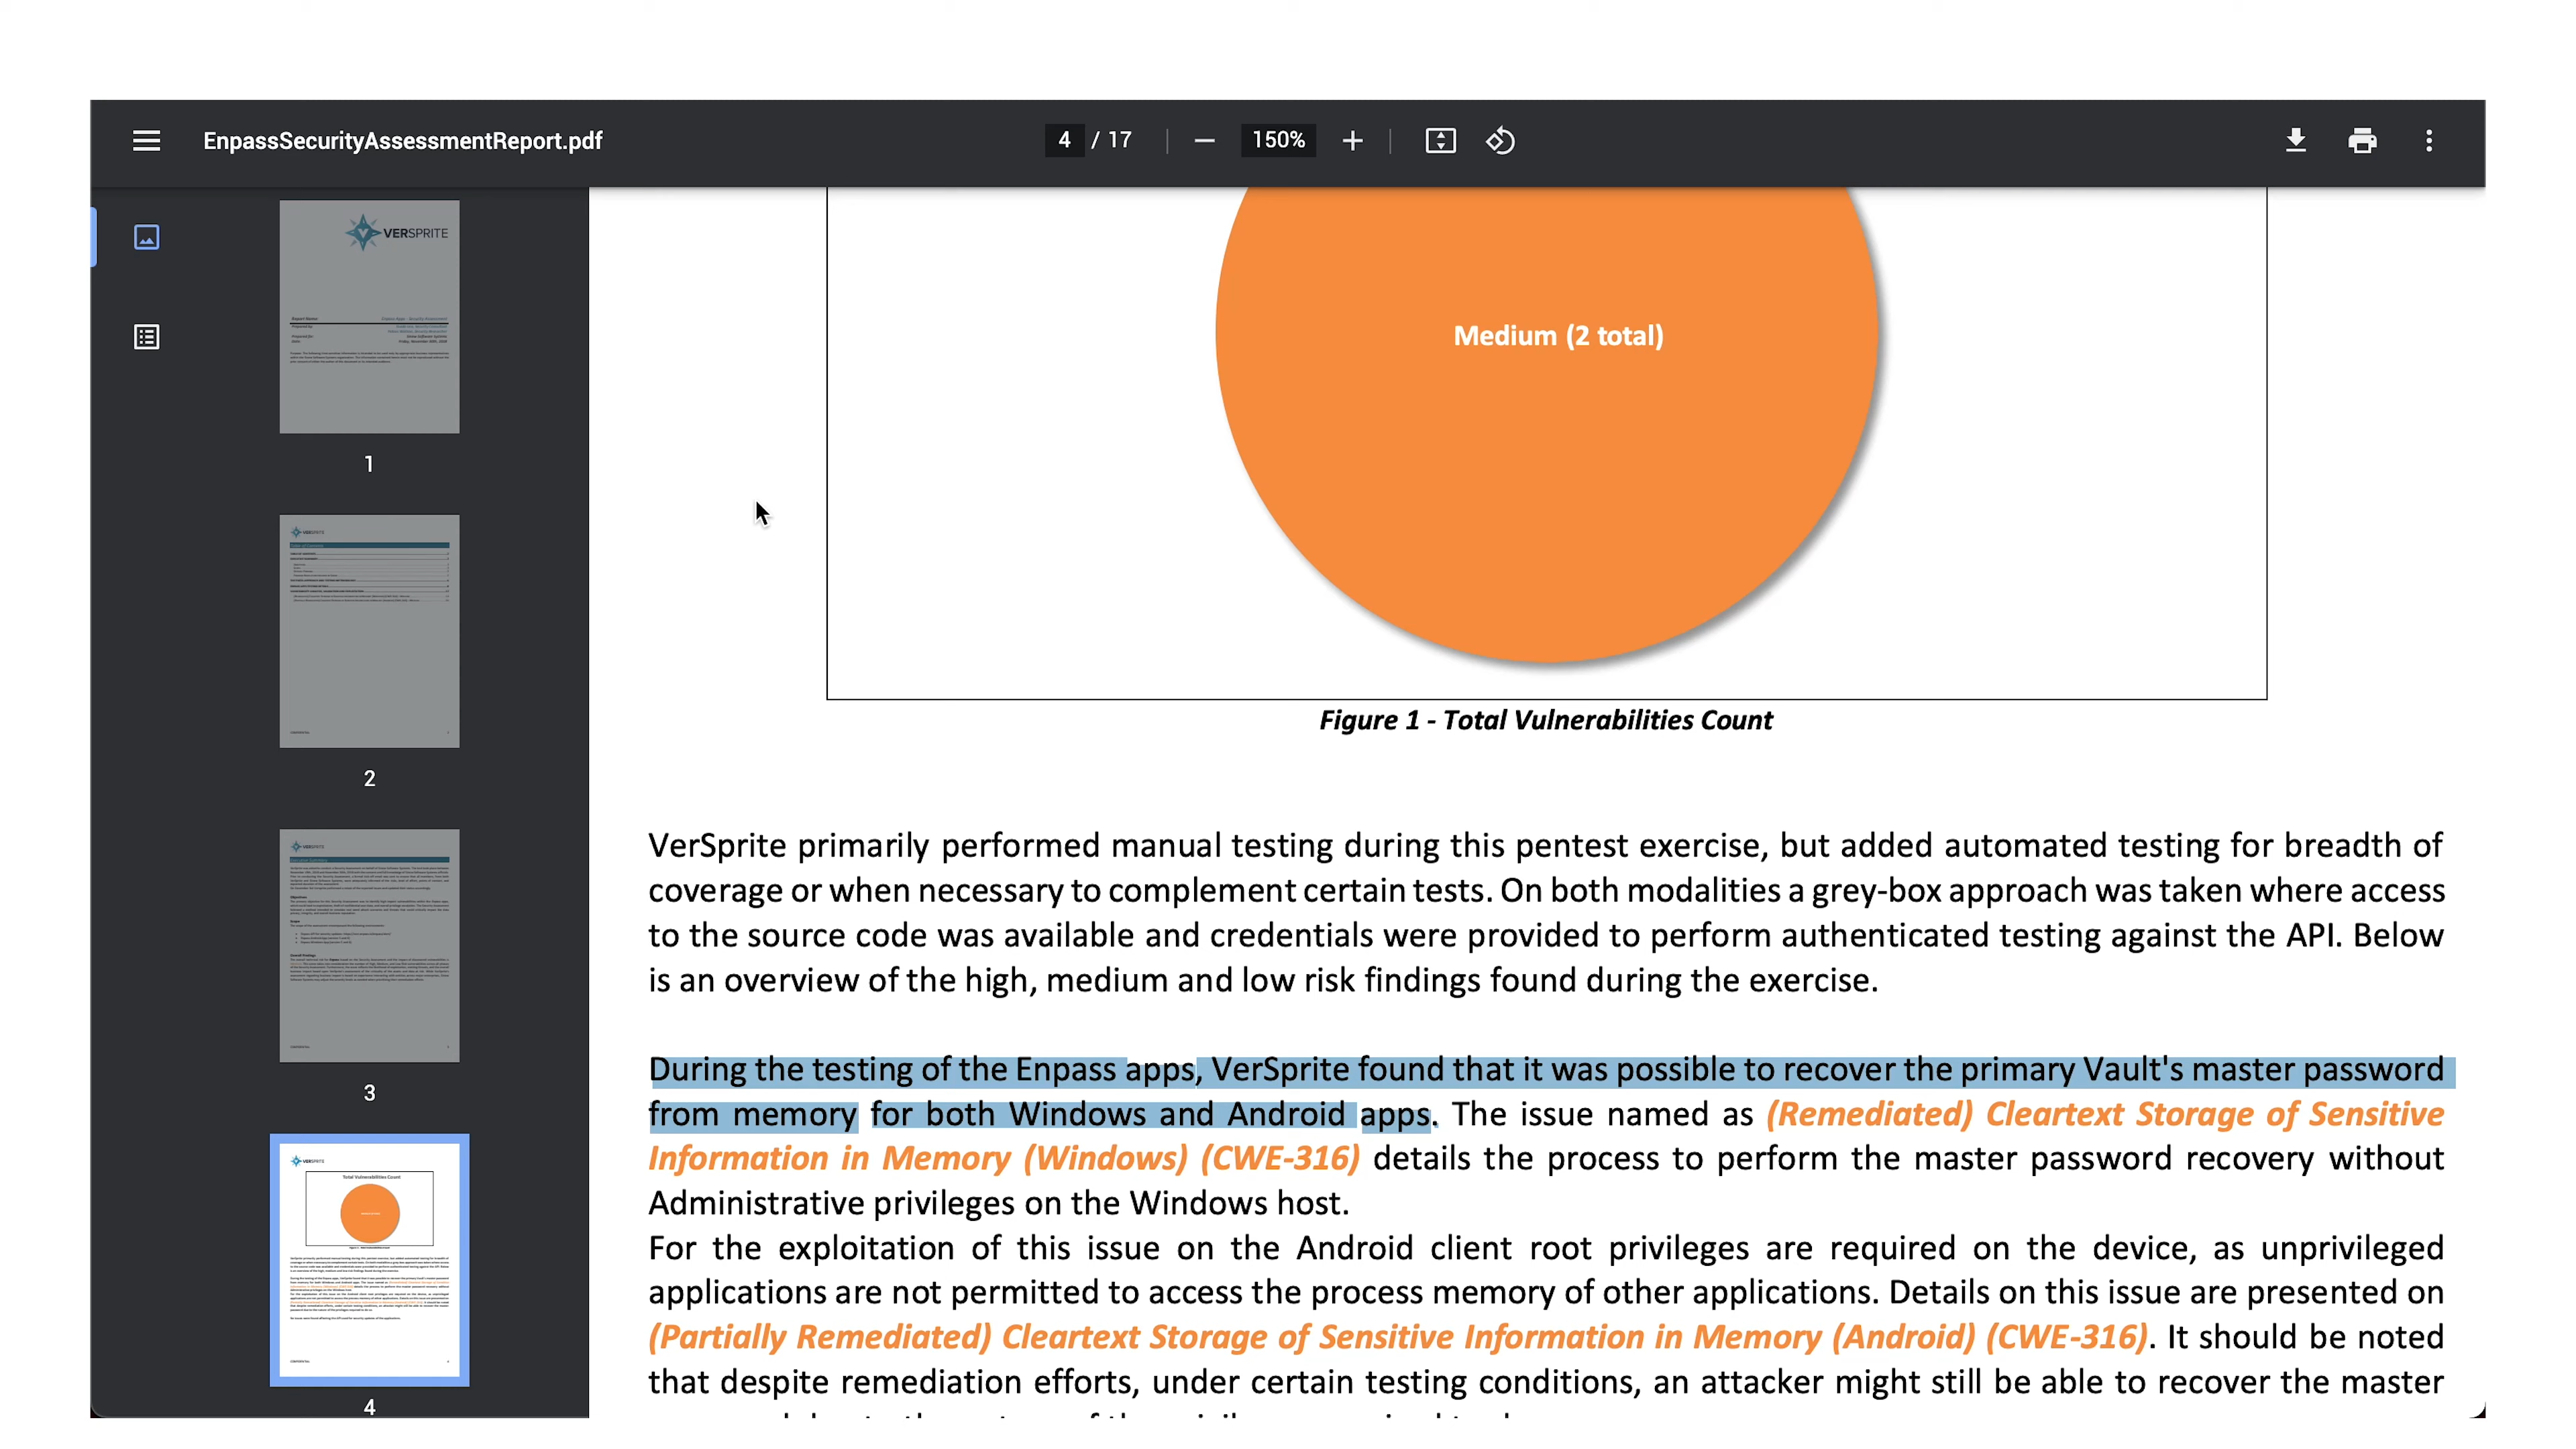 EnpassSecurityAssessmentReport.pdf
4 / 17
150%
VERSPRITE
1
VERSPRITE
2
VERSPRITE
3
VERSPRITE
Total Vulnerabilities Count
4
Medium (2 total)
Figure 1 - Total Vulnerabilities Count
VerSprite primarily performed manual testing during this pentest exercise, but added automated testing for breadth of
coverage or when necessary to complement certain tests. On both modalities a grey-box approach was taken where access
to the source code was available and credentials were provided to perform authenticated testing against the API. Below
is an overview of the high, medium and low risk findings found during the exercise.
During the testing of the Enpass apps, VerSprite found that it was possible to recover the primary Vault's master password
from memory for both Windows and Android apps. The issue named as (Remediated) Cleartext Storage of Sensitive
Information in Memory (Windows) (CWE-316) details the process to perform the master password recovery without
Administrative privileges on the Windows host.
For the exploitation of this issue on the Android client root privileges are required on the device, as unprivileged
applications are not permitted to access the process memory of other applications. Details on this issue are presented on
(Partially Remediated) Cleartext Storage of Sensitive Information in Memory (Android) (CWE-316). It should be noted
that despite remediation efforts, under certain testing conditions, an attacker might still be able to recover the master